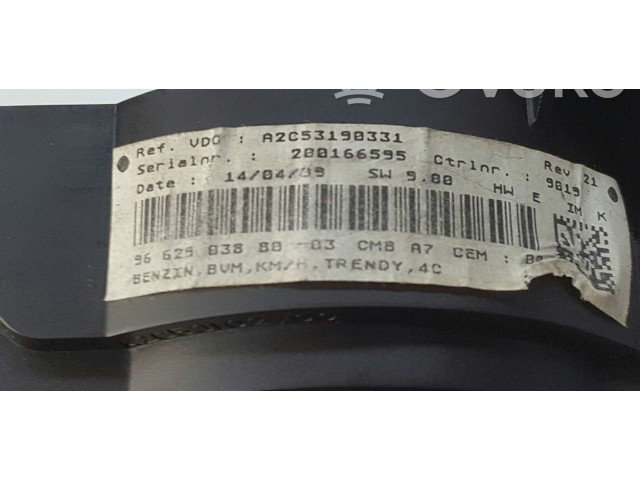 Ref. VDO : A2C53190331 Rev 21
Serialnr. : 200166595 Ctrlnr. : 9019
Date : 14/04/09 SW 9.00 HW E IM K
96 625 838 80 -03 CMB A7 CEM :
BENZIN,BVM,KM/H,TRENDY,4C